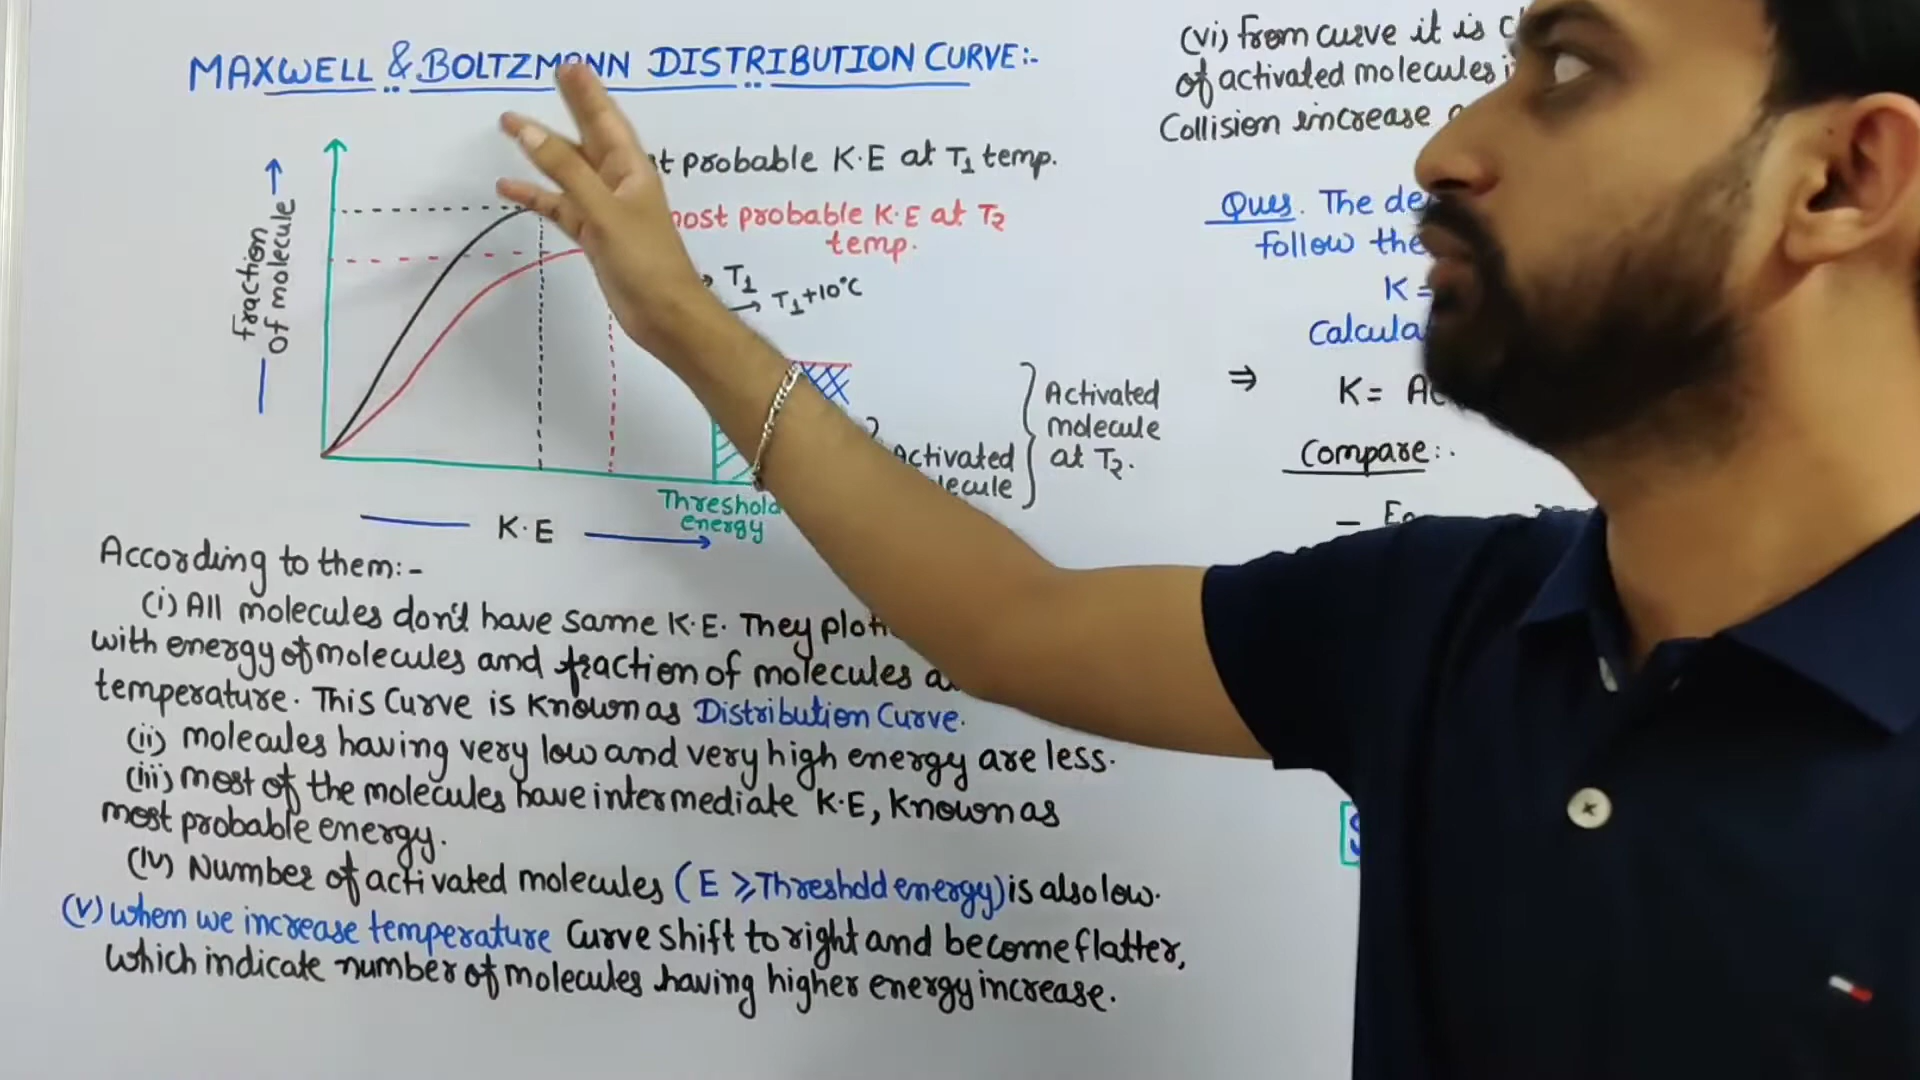 MAXWELL & BOLTZMANN DISTRIBUTION CURVE:-
probable K.E at T1 temp.
most probable K.E at T2
temp.
T1
T1+10°C
fraction
of molecule
Activated
molecule
at T2.
Activated
Threshold
energy
K.E
According to them:-
(i) All molecules don't have same K.E. They
with energy of molecules and fraction of molecules
temperature. This Curve is known as Distribution Curve.
(ii) molecules having very low and very high energy are less.
(iii) most of the molecules have intermediate K.E, known as
most probable energy.
(iv) Number of activated molecules (E ⩾ Threshold energy) is also low.
(v) When we increase temperature Curve shift to right and become flatter,
which indicate number of molecules having higher energy increase.
(vi) from curve it is
of activated molecules
Collision increase
Ques. The
follow the
K =
⇒ K =
Compare:-